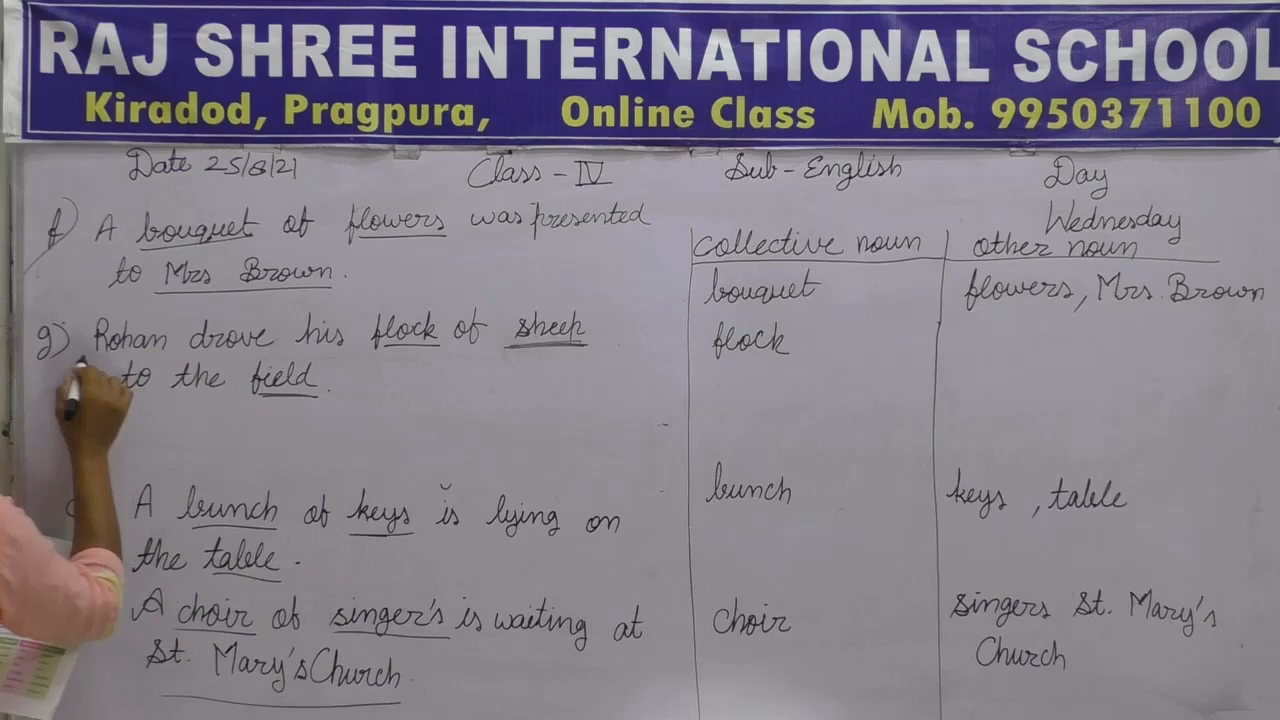 RAJ SHREE INTERNATIONAL SCHOOL
Kiradod, Pragpura, Online Class Mob. 9950371100
Date 25/8/21 Class - IV Sub - English Day
Wednesday
f) A bouquet of flowers was presented
to Mrs Brown.
collective noun other noun
bouquet flowers, Mrs. Brown
g) Rohan drove his flock of sheep
to the field.
flock
A bunch of keys is lying on
the table.
bunch keys, table
A choir of singer's is waiting at
St. Mary's Church.
choir singers St. Mary's
Church